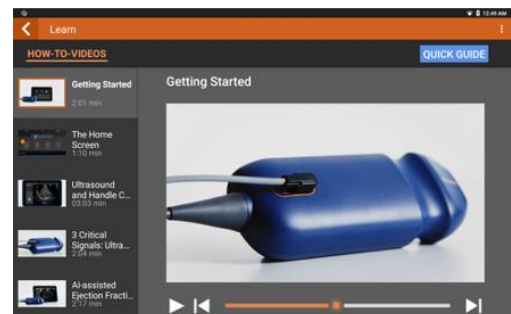 12:49 AM
Learn
HOW-TO-VIDEOS
QUICK GUIDE
Getting Started
2:01 min
The Home
Screen
1:10 min
Ultrasound
and Handle C...
03:03 min
3 Critical
Signals: Ultra...
2:04 min
AI-assisted
Ejection Fracti...
2:17 min
Getting Started